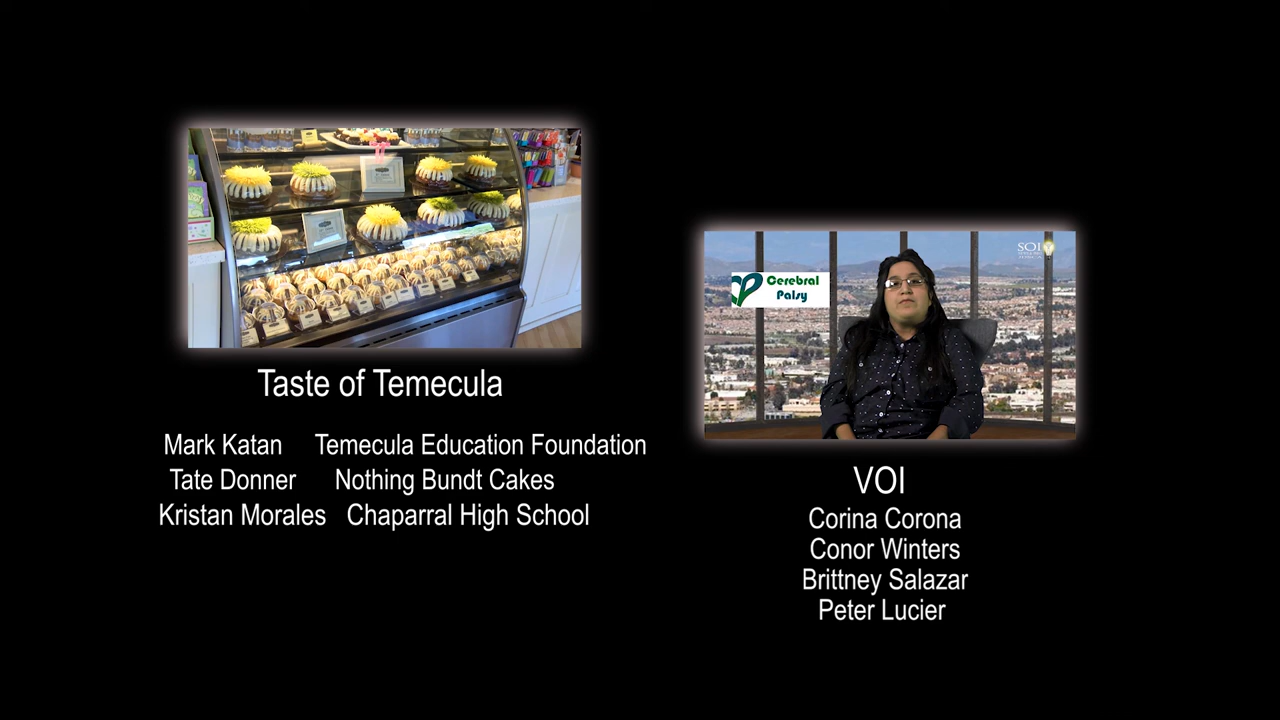 Taste of Temecula
Mark Katan Temecula Education Foundation
Tate Donner Nothing Bundt Cakes
Kristan Morales Chaparral High School
Cerebral
Palsy
VOI
Corina Corona
Conor Winters
Brittney Salazar
Peter Lucier